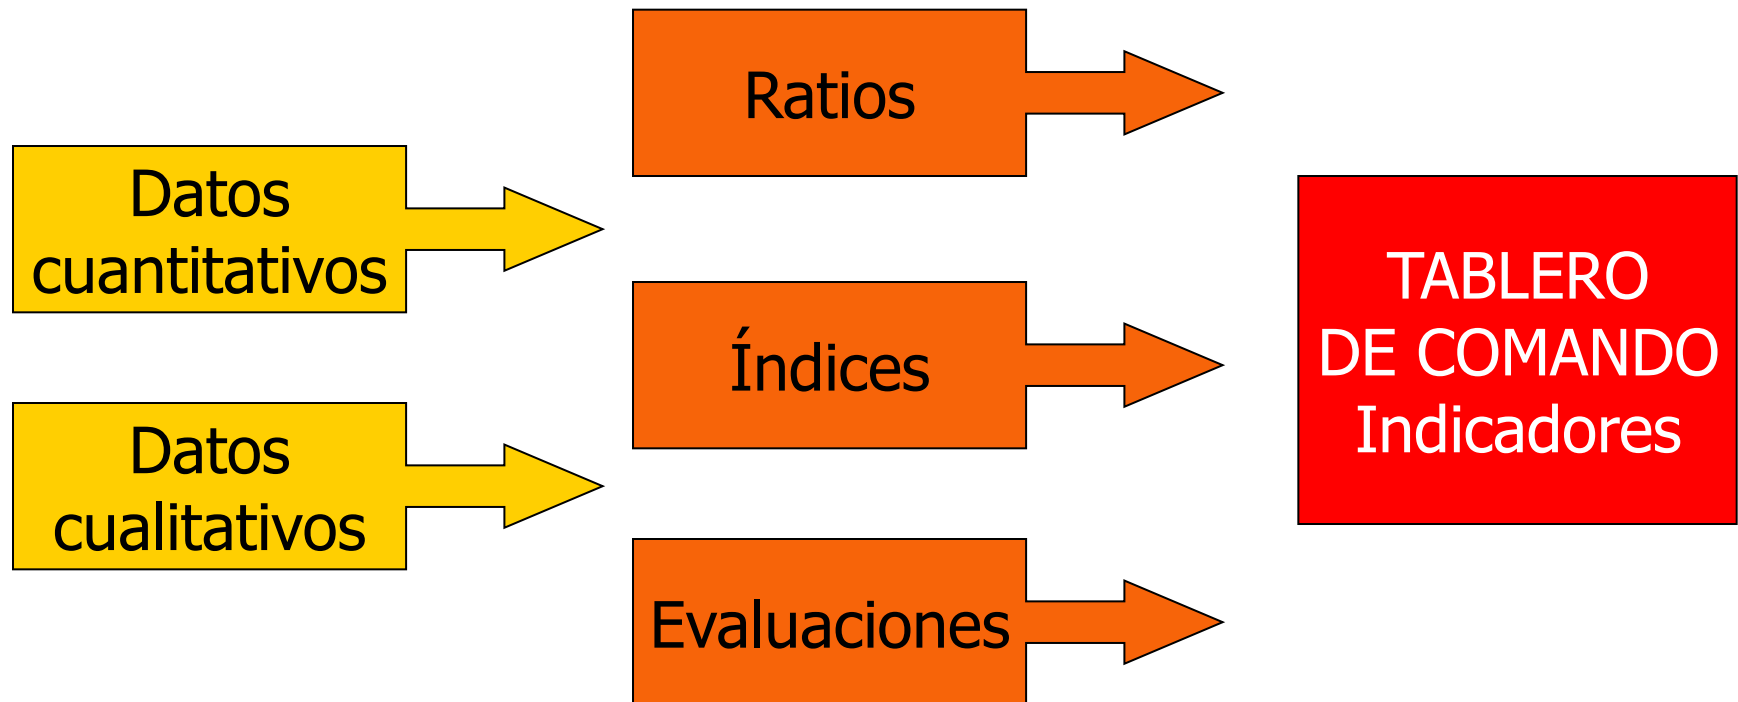 Datos
cuantitativos
Datos
cualitativos
Ratios
Índices
Evaluaciones
TABLERO
DE COMANDO
Indicadores